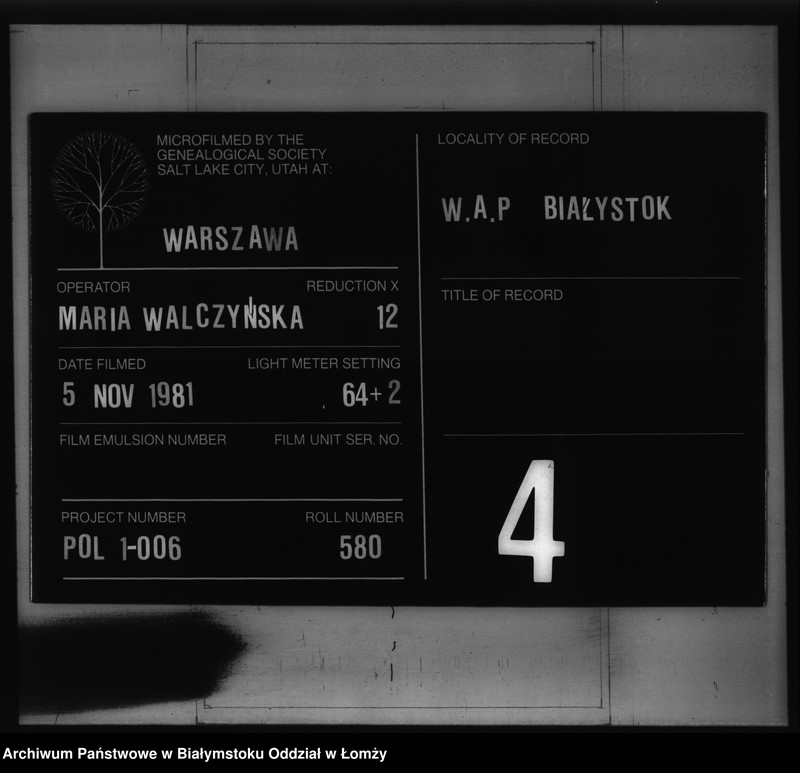 MICROFILMED BY THE
GENEALOGICAL SOCIETY
SALT LAKE CITY, UTAH AT:
WARSZAWA
OPERATOR REDUCTION X
MARIA WALCZYŃSKA 12
DATE FILMED LIGHT METER SETTING
5 NOV 1981 64+2
FILM EMULSION NUMBER FILM UNIT SER. NO.
PROJECT NUMBER ROLL NUMBER
POL 1-006 580
LOCALITY OF RECORD
W.A.P BIAŁYSTOK
TITLE OF RECORD
4
Archiwum Państwowe w Białymstoku Oddział w Łomży